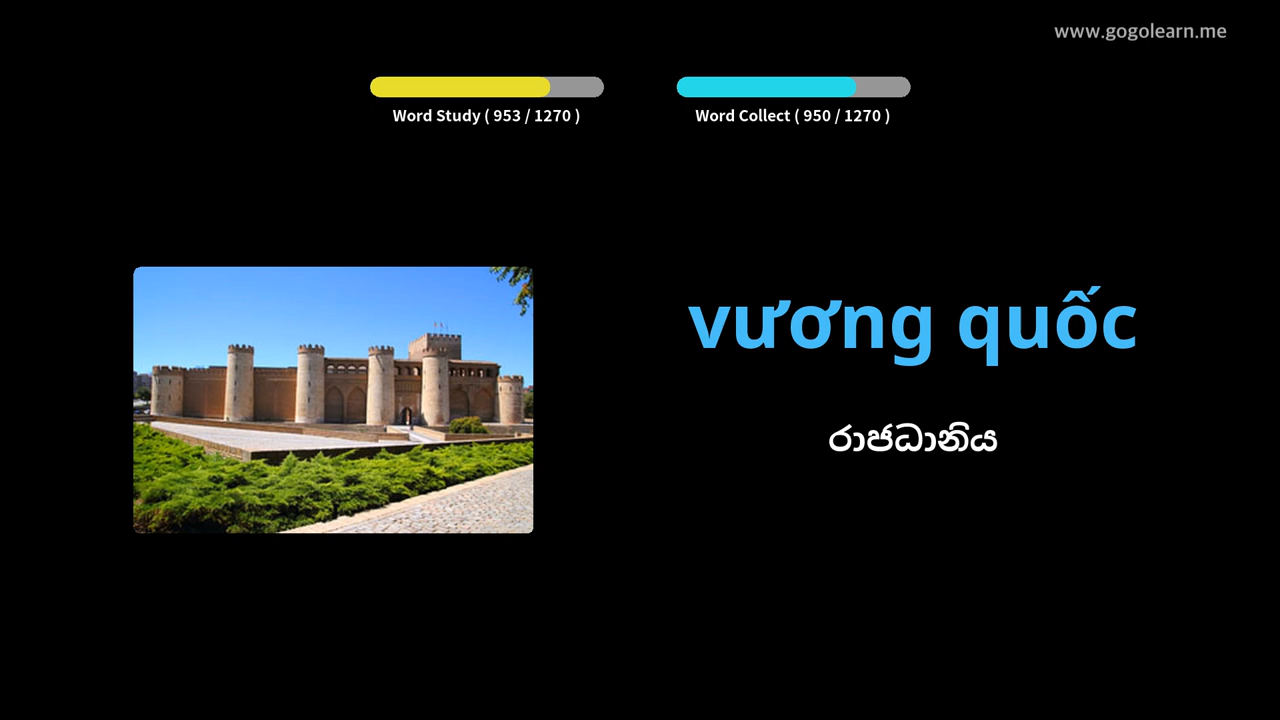 www.gogolearn.me
Word Study ( 953 / 1270 )
Word Collect ( 950 / 1270 )
vương quốc
රාජධානිය